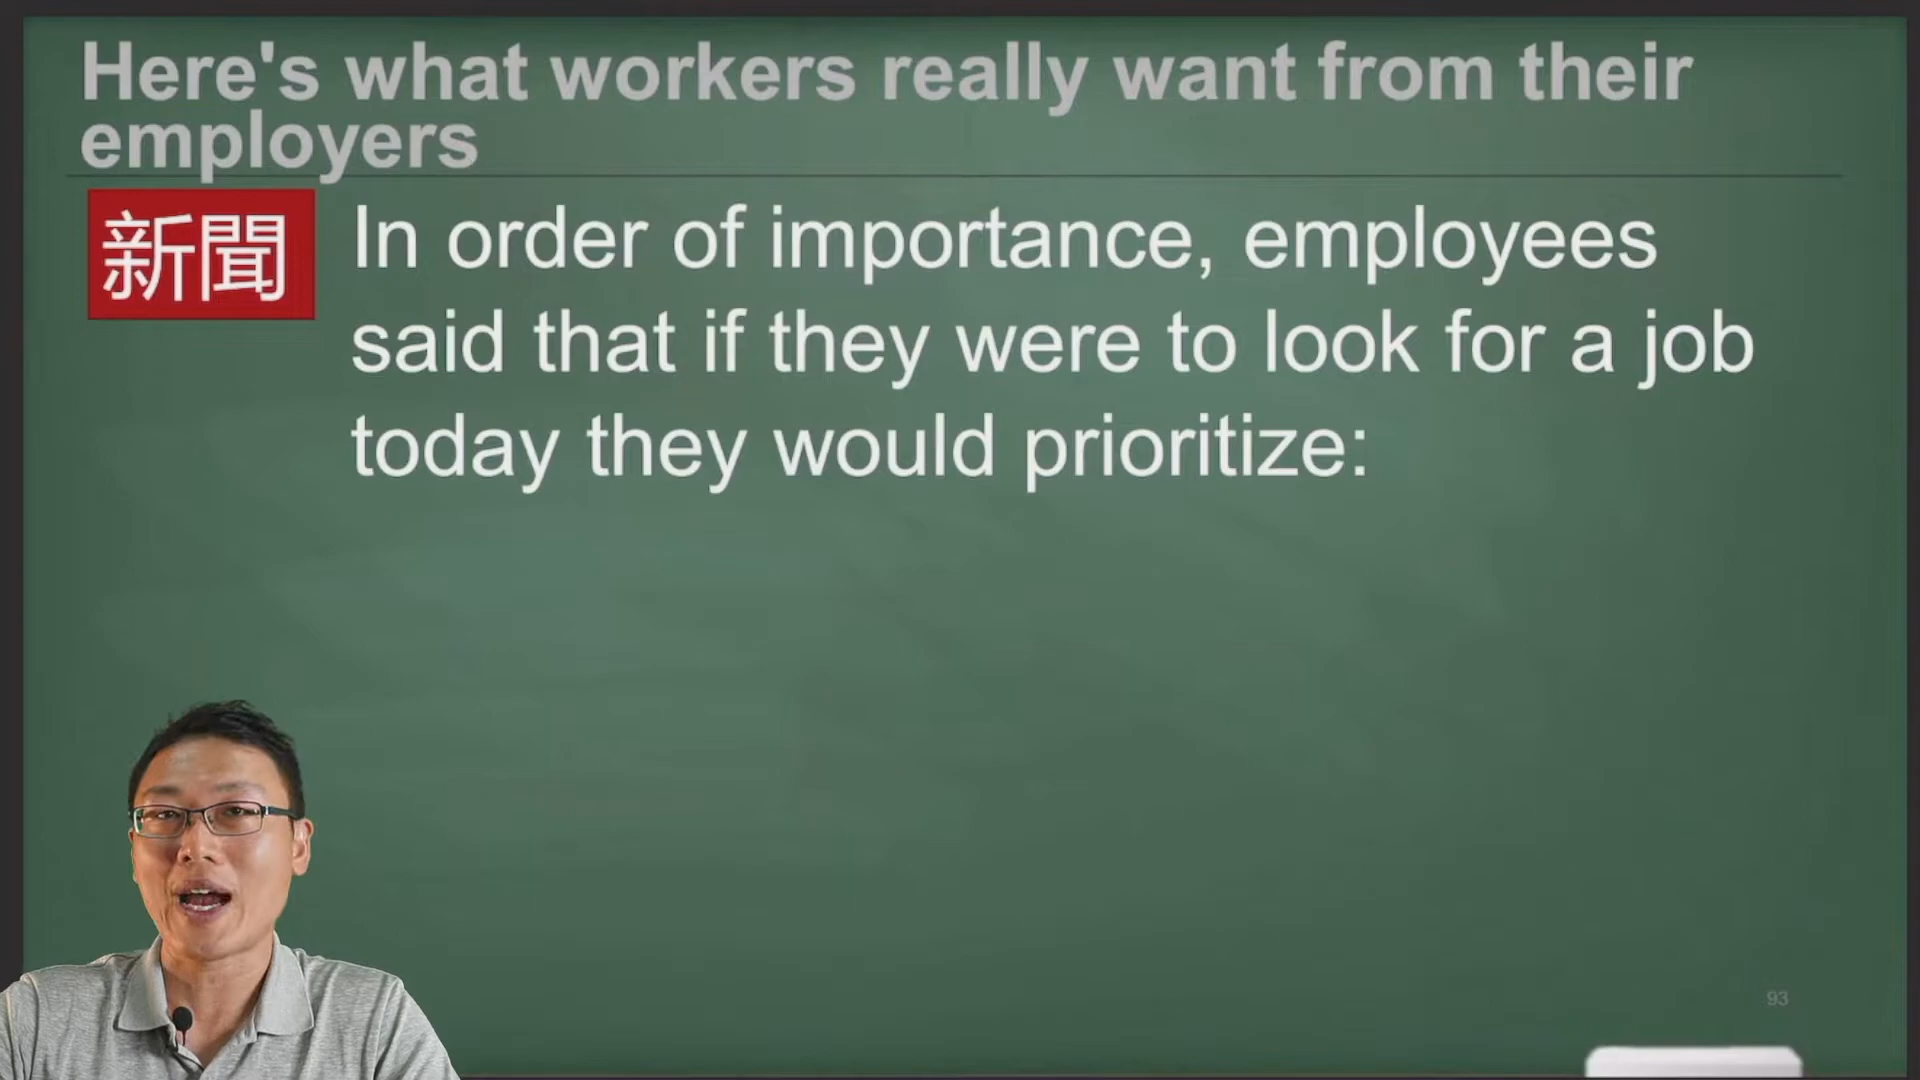 Here's what workers really want from their
employers
新聞
In order of importance, employees
said that if they were to look for a job
today they would prioritize:
93